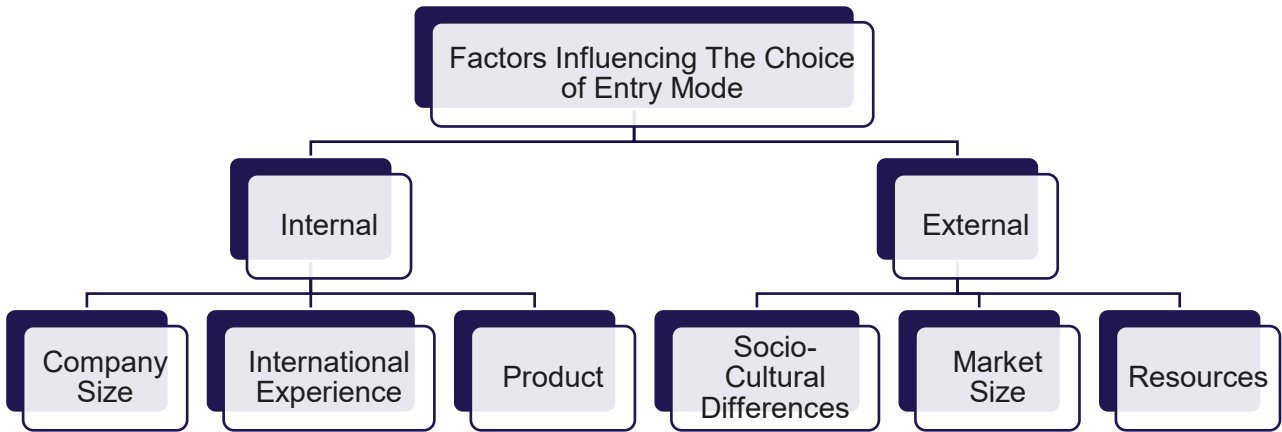 Factors Influencing The Choice
of Entry Mode
Internal
External
Company
Size
International
Experience
Product
Socio-
Cultural
Differences
Market
Size
Resources